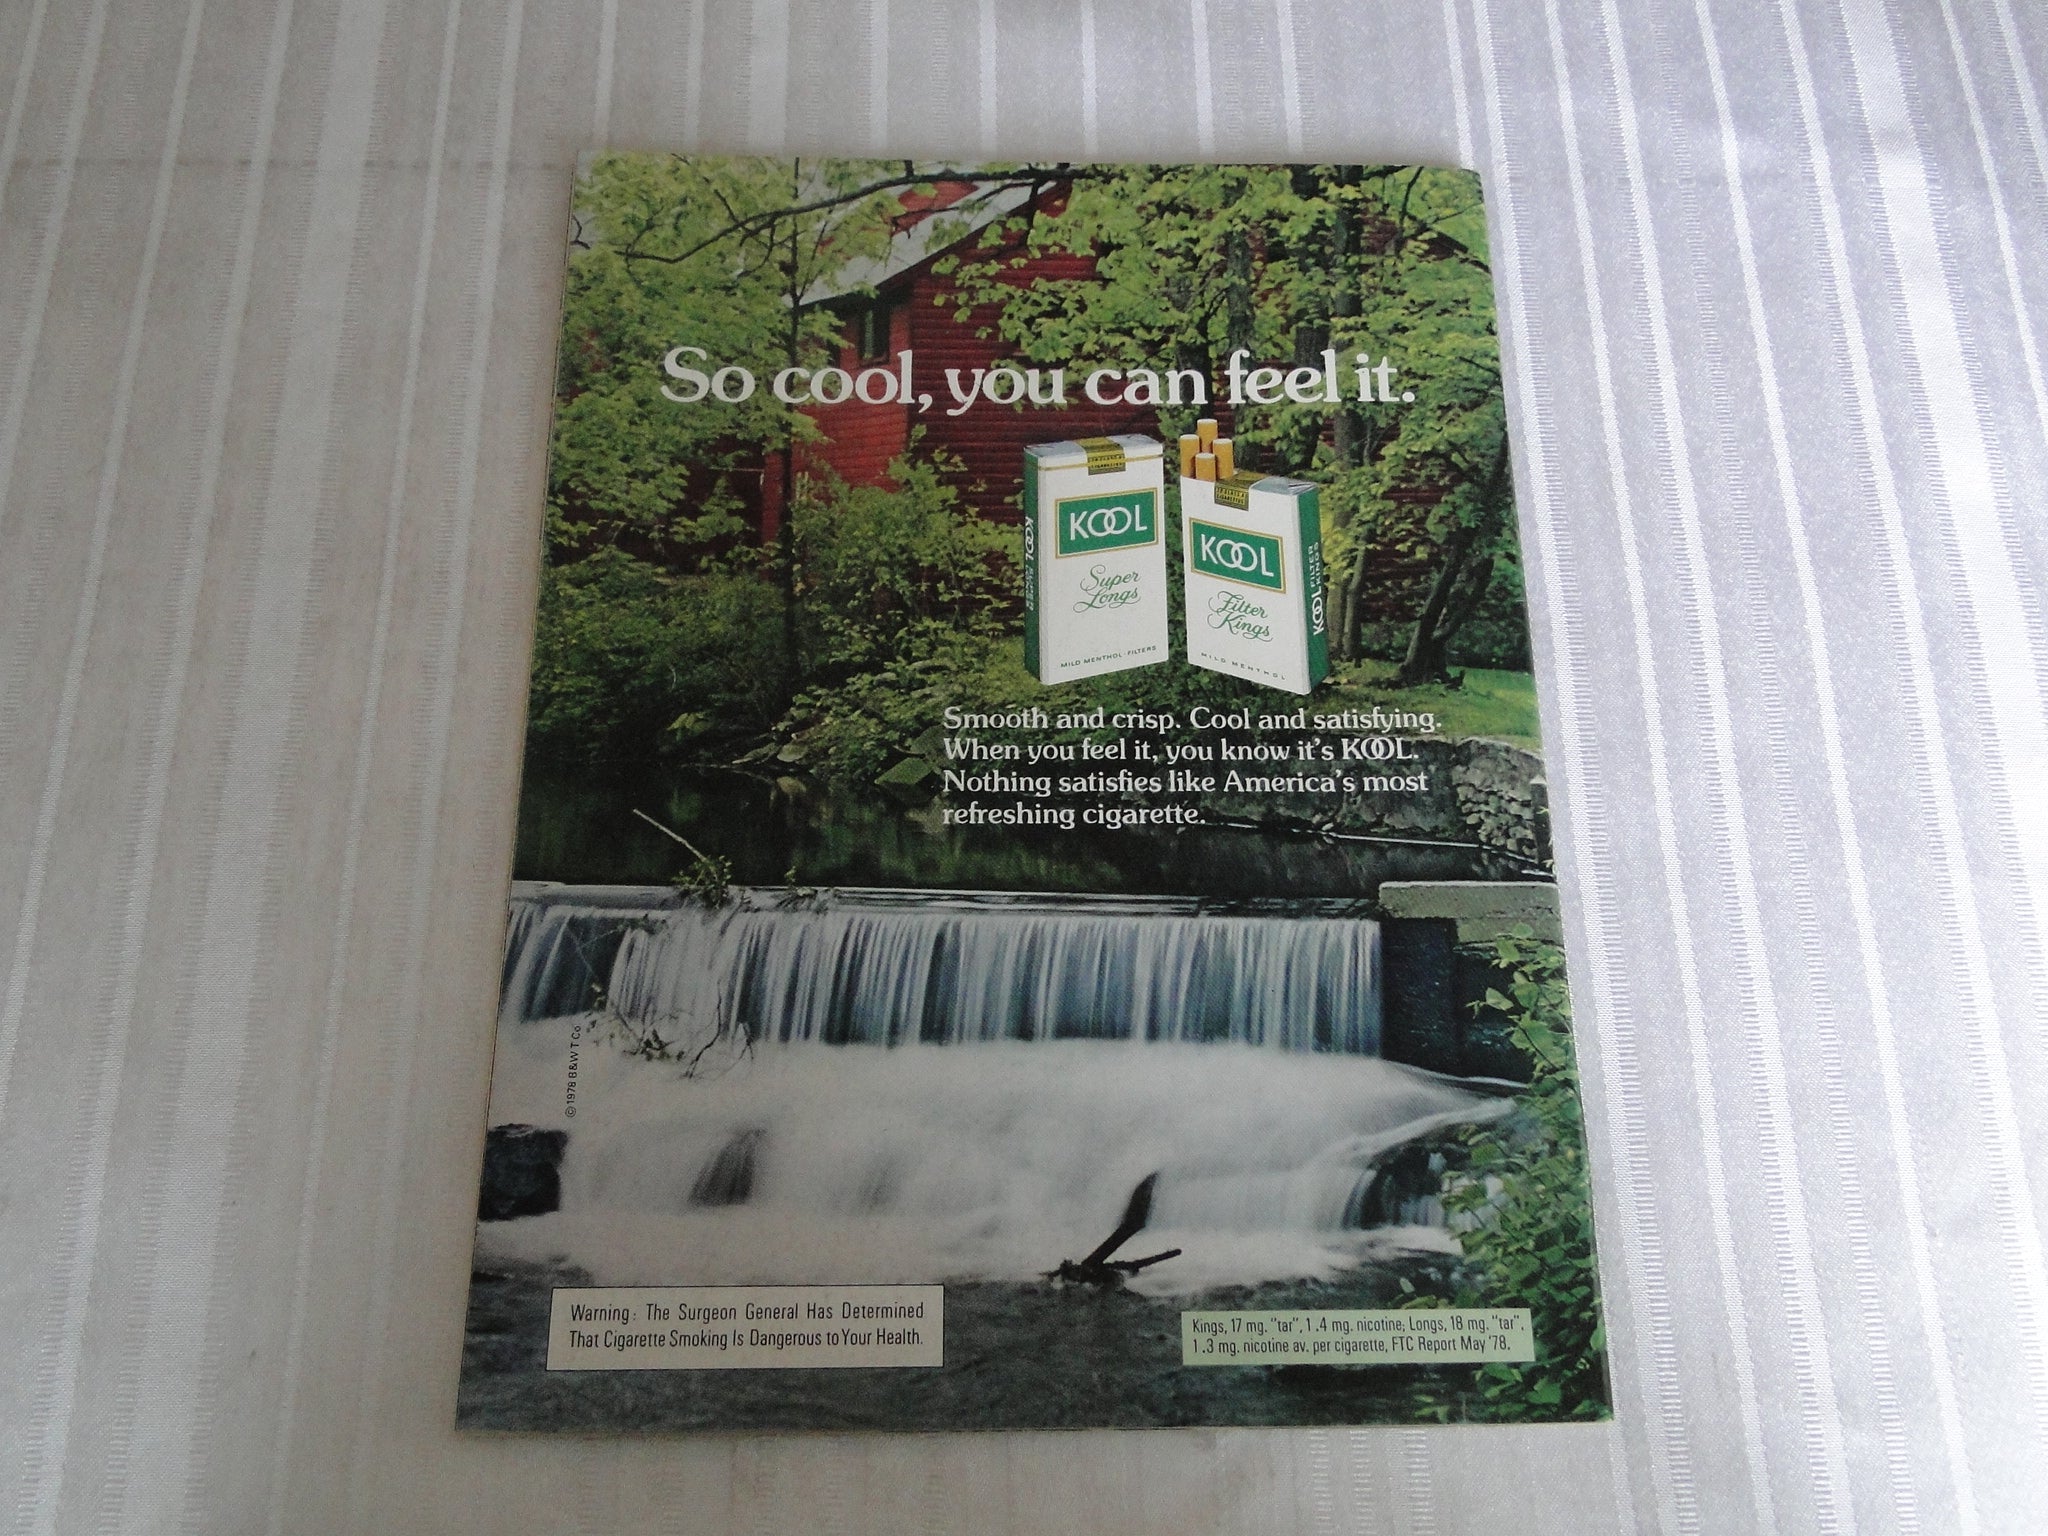 So cool, you can feel it.
KOOL
Super
Longs
MILD MENTHOL·FILTERS
KOOL SUPER LONGS
KOOL
Filter
Kings
MILD MENTHOL
KOOL FILTER KINGS
Smooth and crisp. Cool and satisfying.
When you feel it, you know it's KOOL.
Nothing satisfies like America's most
refreshing cigarette.
© 1978 B&W T Co.
Warning: The Surgeon General Has Determined
That Cigarette Smoking Is Dangerous to Your Health.
Kings, 17 mg. "tar", 1.4 mg. nicotine; Longs, 18 mg. "tar",
1.3 mg. nicotine av. per cigarette, FTC Report May '78.